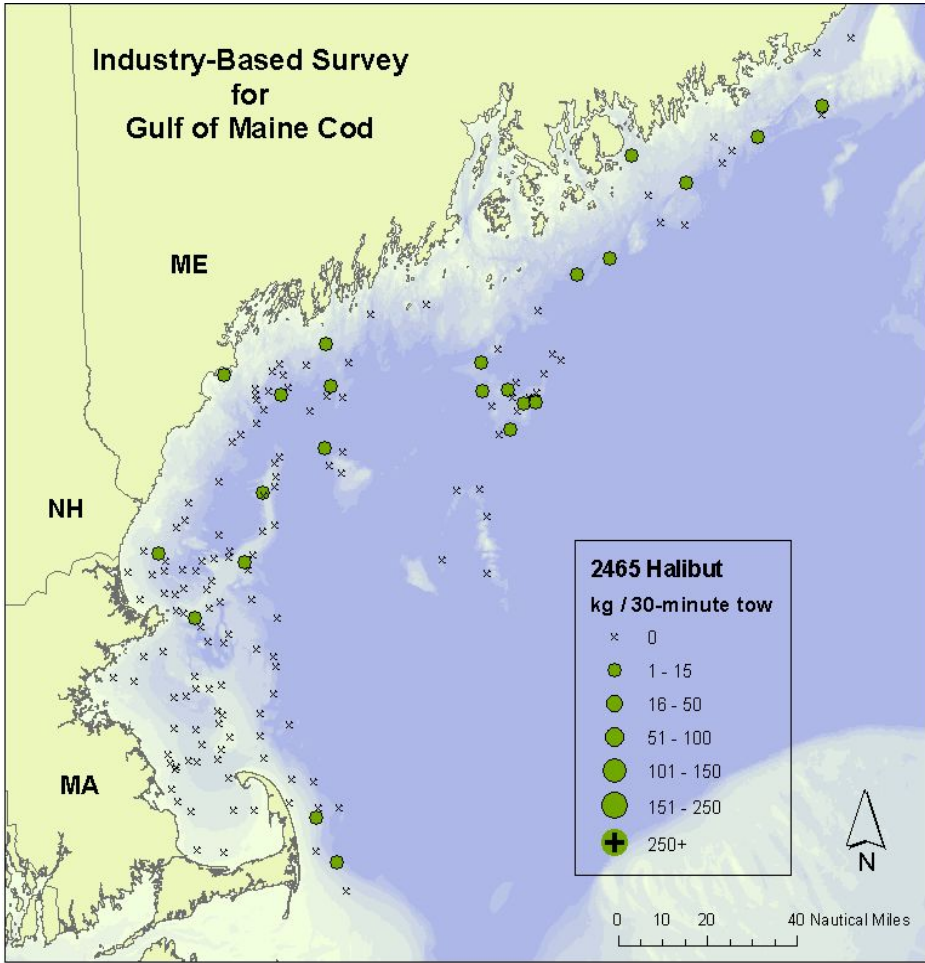 Industry-Based Survey
for
Gulf of Maine Cod
ME
NH
MA
2465 Halibut
kg / 30-minute tow
0
1 - 15
16 - 50
51 - 100
101 - 150
151 - 250
250+
N
0 10 20 40 Nautical Miles